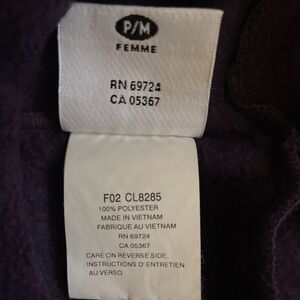 P/M
FEMME
RN 69724
CA 05367
F02 CL8285
100% POLYESTER
MADE IN VIETNAM
FABRIQUE AU VIETNAM
RN 69724
CA 05367
CARE ON REVERSE SIDE
INSTRUCTIONS D' ENTRETIEN
AU VERSO